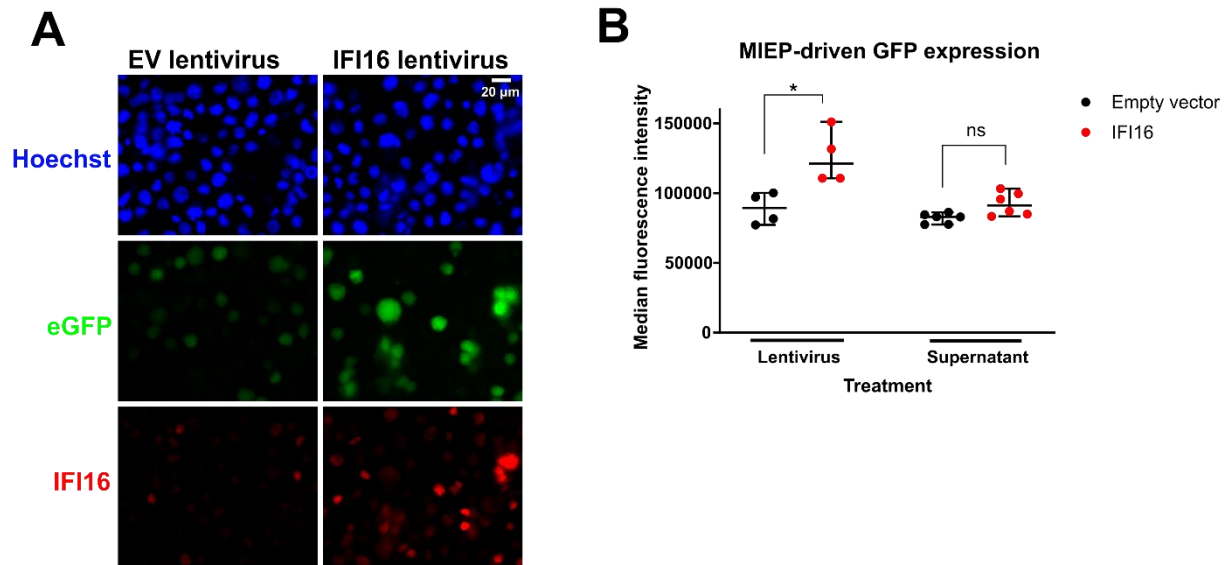 A
EV lentivirus
IFI16 lentivirus
20 µm
Hoechst
eGFP
IFI16
B
MIEP-driven GFP expression
Median fluorescence intensity
150000
100000
50000
0
*
ns
Lentivirus
Supernatant
Treatment
Empty vector
IFI16